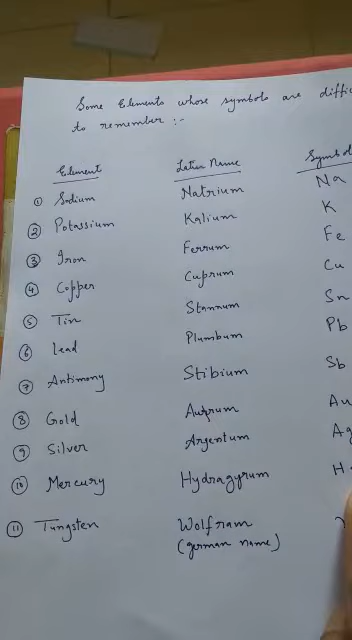 Some Elements whose symbols are diffic
to remember :-
Element Latin Name Symbol
① Sodium Natrium Na
② Potassium Kalium K
③ Iron Ferrum Fe
④ Copper Cuprum Cu
⑤ Tin Stannum Sn
⑥ Lead Plumbum Pb
⑦ Antimony Stibium Sb
⑧ Gold Aurum Au
⑨ Silver Argentum Ag
⑩ Mercury Hydragyrum H
⑪ Tungsten Wolfram
(german name)